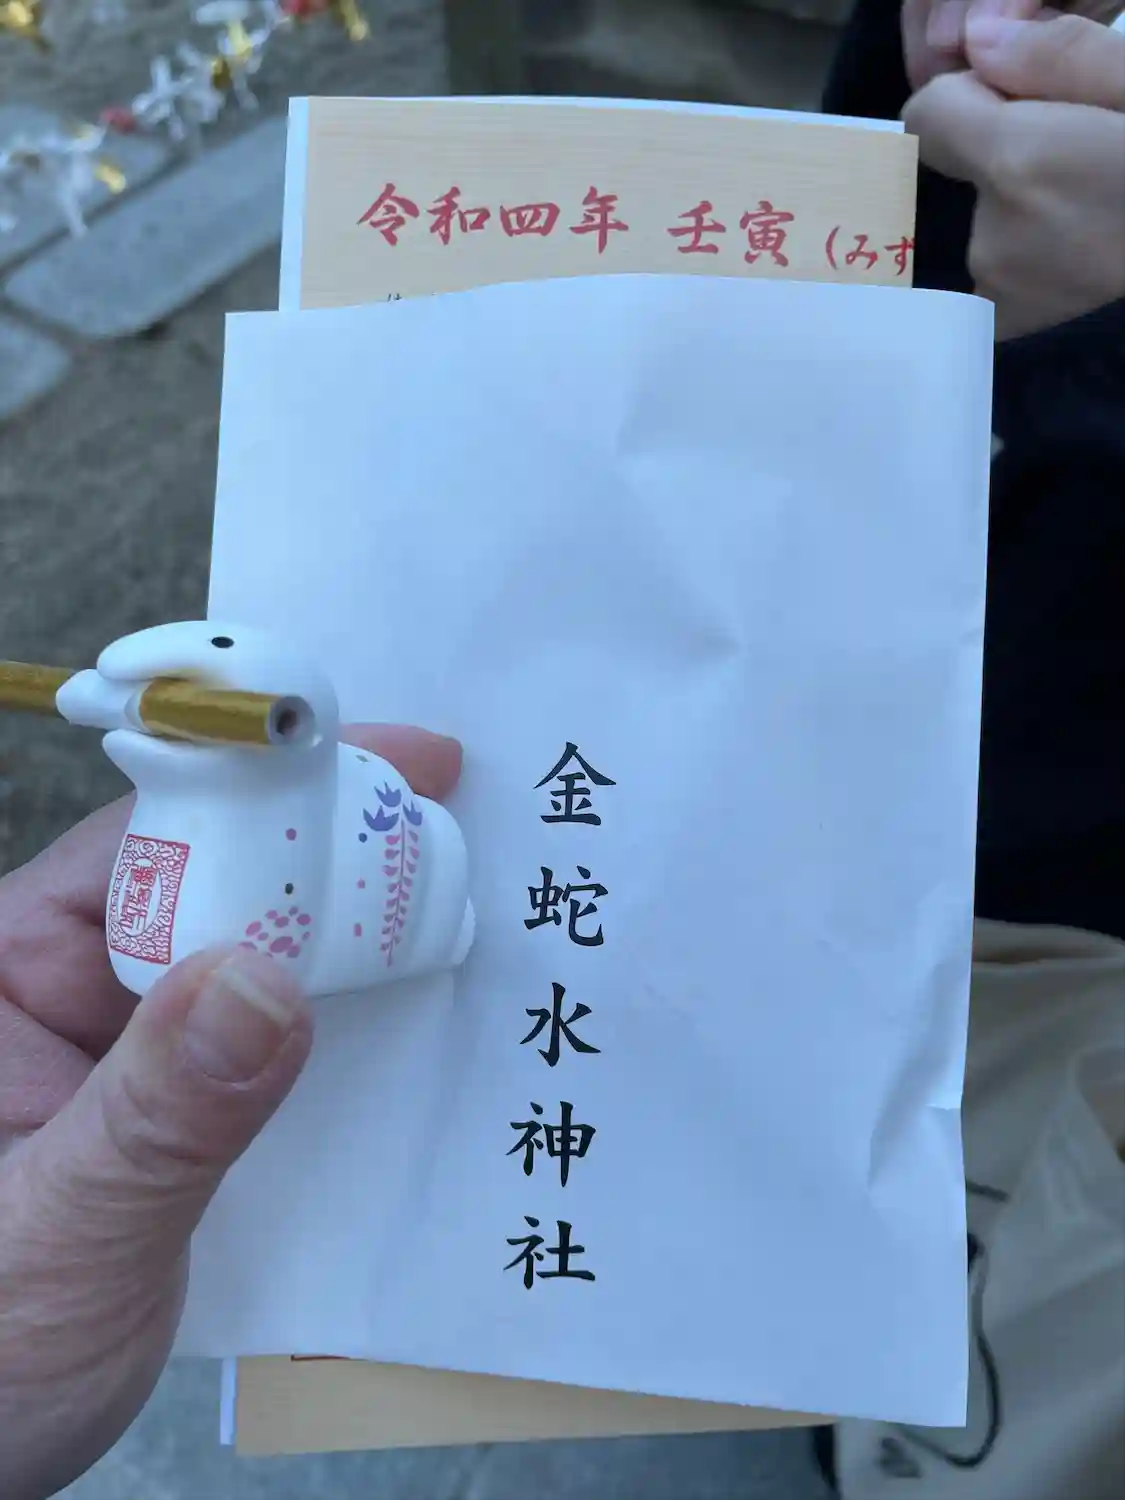 令和四年 壬寅 (みず
金蛇水神社